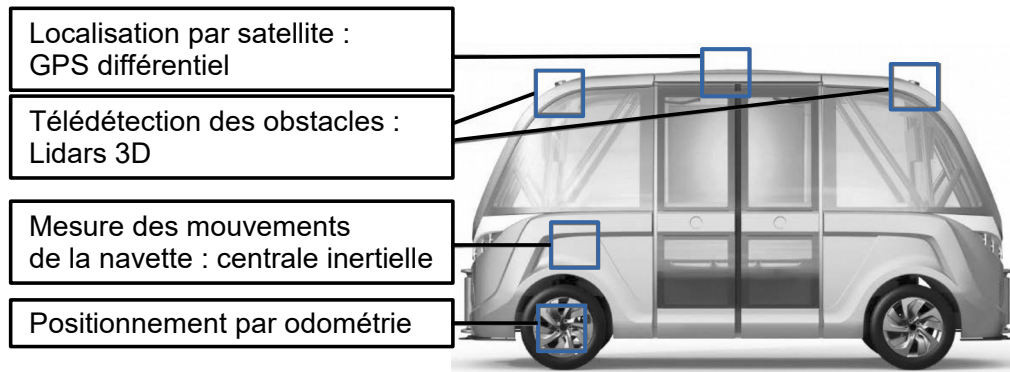 Localisation par satellite :
GPS différentiel
Télédétection des obstacles :
Lidars 3D
Mesure des mouvements
de la navette : centrale inertielle
Positionnement par odométrie